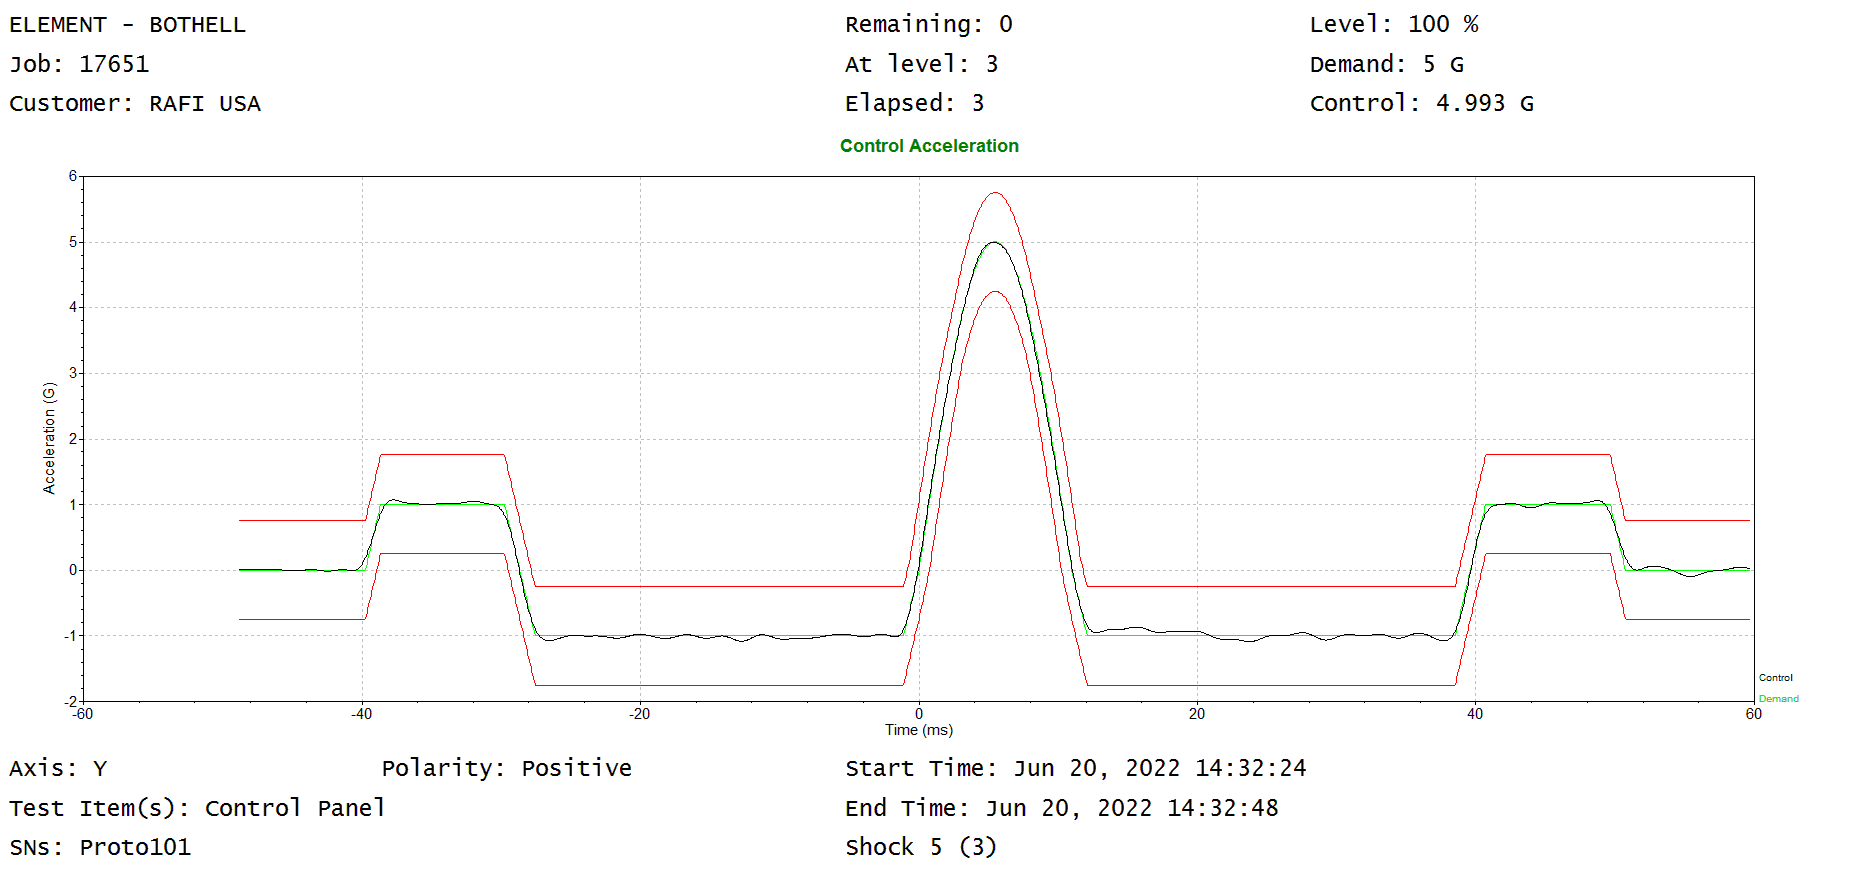 ELEMENT - BOTHELL
Remaining: 0
Level: 100 %
Job: 17651
At level: 3
Demand: 5 G
Customer: RAFI USA
Elapsed: 3
Control: 4.993 G
Control Acceleration
6
5
4
3
2
1
0
-1
-2
Acceleration (G)
-60
-40
-20
0
20
40
60
Time (ms)
Control
Demand
Axis: Y
Polarity: Positive
Start Time: Jun 20, 2022 14:32:24
Test Item(s): Control Panel
End Time: Jun 20, 2022 14:32:48
SNs: Proto101
Shock 5 (3)